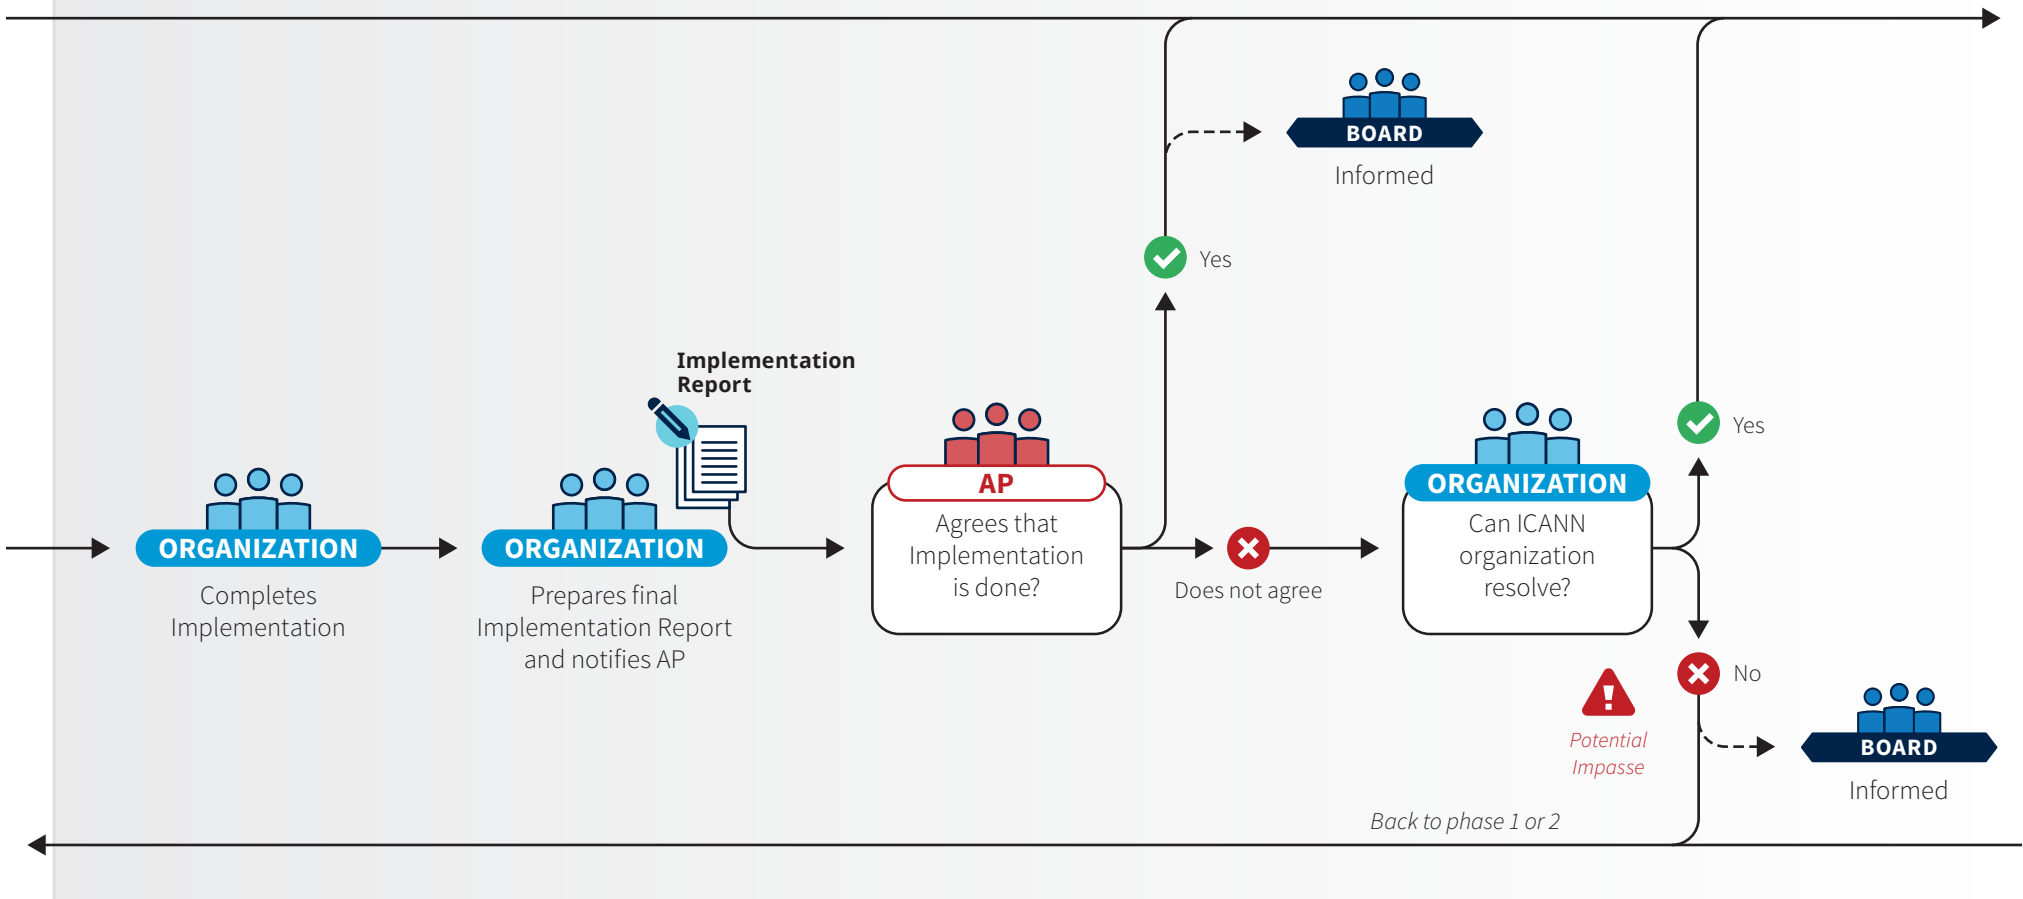 BOARD
Informed
Yes
Implementation
Report
ORGANIZATION
Completes
Implementation
ORGANIZATION
Prepares final
Implementation Report
and notifies AP
AP
Agrees that
Implementation
is done?
Does not agree
ORGANIZATION
Can ICANN
organization
resolve?
Yes
No
Potential
Impasse
BOARD
Informed
Back to phase 1 or 2